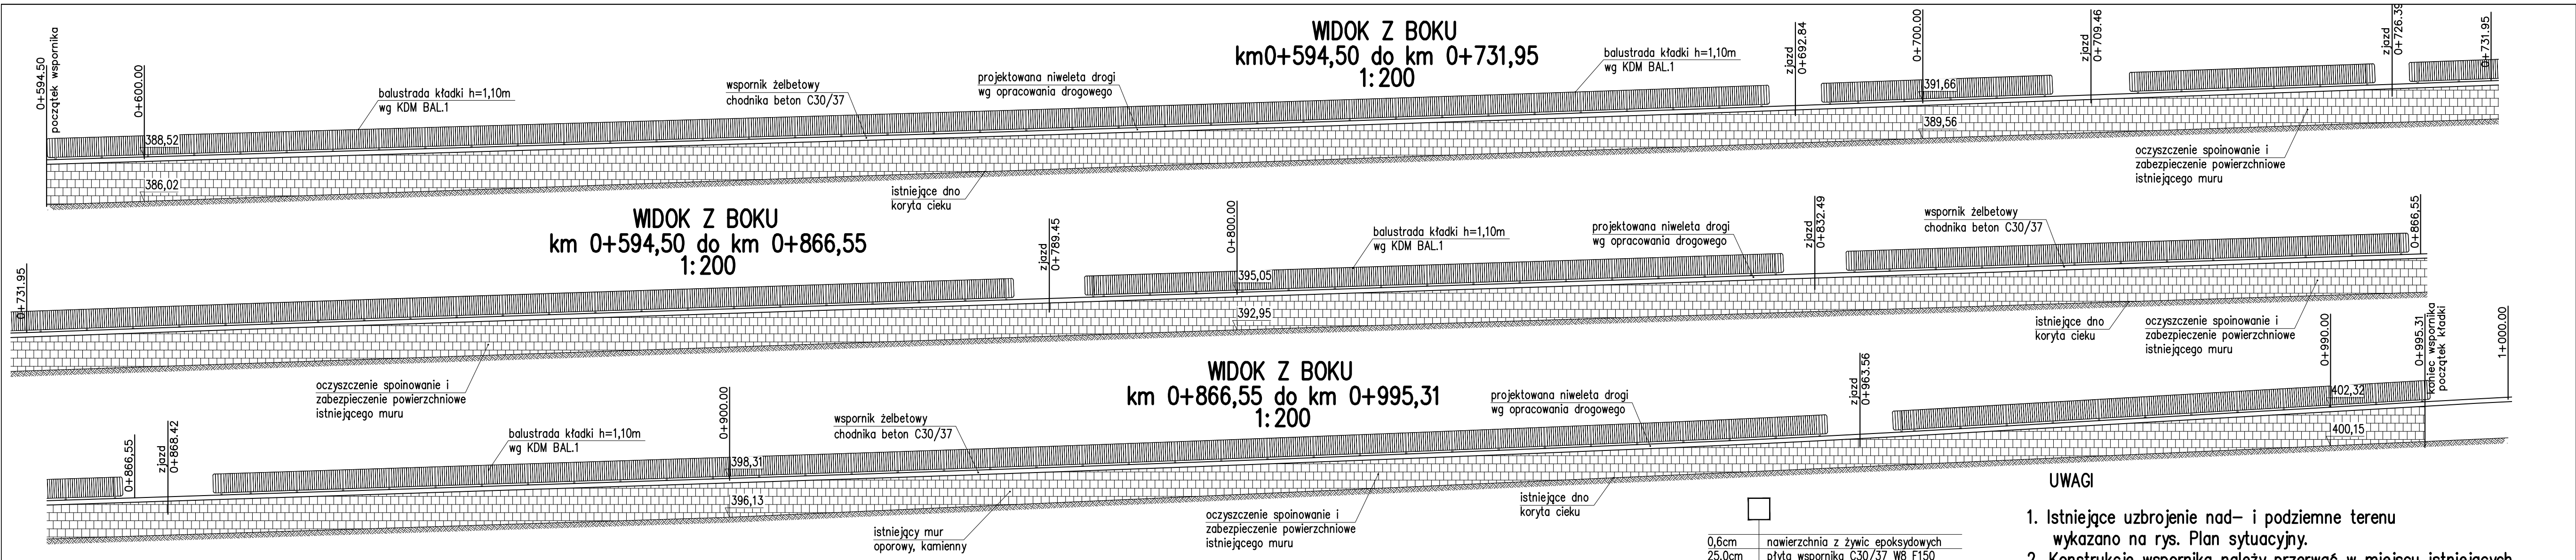 WIDOK Z BOKU
km0+594,50 do km 0+731,95
1:200
0+594.50
początek wspornika
0+600.00
388,52
386,02
balustrada kładki h=1,10m
wg KDM BAL.1
wspornik żelbetowy
chodnika beton C30/37
projektowana niweleta drogi
wg opracowania drogowego
balustrada kładki h=1,10m
wg KDM BAL.1
istniejące dno
koryta cieku
zjazd
0+692.84
0+700.00
391,66
389,56
zjazd
0+709.46
zjazd
0+726.39
0+731.95
oczyszczenie spoinowanie i
zabezpieczenie powierzchniowe
istniejącego muru
WIDOK Z BOKU
km 0+594,50 do km 0+866,55
1:200
0+731.95
oczyszczenie spoinowanie i
zabezpieczenie powierzchniowe
istniejącego muru
zjazd
0+789.45
0+800.00
395,05
392,95
balustrada kładki h=1,10m
wg KDM BAL.1
projektowana niweleta drogi
wg opracowania drogowego
zjazd
0+832.49
wspornik żelbetowy
chodnika beton C30/37
0+866,55
istniejące dno
koryta cieku
oczyszczenie spoinowanie i
zabezpieczenie powierzchniowe
istniejącego muru
WIDOK Z BOKU
km 0+866,55 do km 0+995,31
1:200
0+866,55
zjazd
0+868.42
balustrada kładki h=1,10m
wg KDM BAL.1
0+900.00
398,31
396,13
wspornik żelbetowy
chodnika beton C30/37
istniejący mur
oporowy, kamienny
oczyszczenie spoinowanie i
zabezpieczenie powierzchniowe
istniejącego muru
projektowana niweleta drogi
wg opracowania drogowego
istniejące dno
koryta cieku
zjazd
0+963.56
0+990.00
402,32
400,15
0+995.31
koniec wspornika
początek kładki
1+000.00
0,6cm nawierzchnia z żywic epoksydowych
25,0cm płyta wspornika C30/37 W8 F150
UWAGI
1. Istniejące uzbrojenie nad- i podziemne terenu
wykazano na rys. Plan sytuacyjny.
2. Konstrukcję wspornika należy przerwać w miejscu istniejących